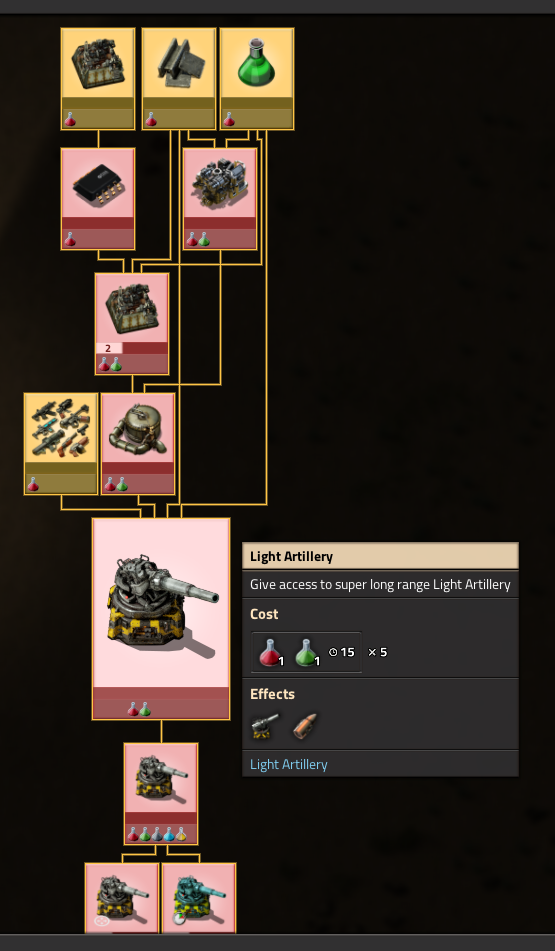 2
Light Artillery
Give access to super long range Light Artillery
Cost
1 1 15 × 5
Effects
Light Artillery